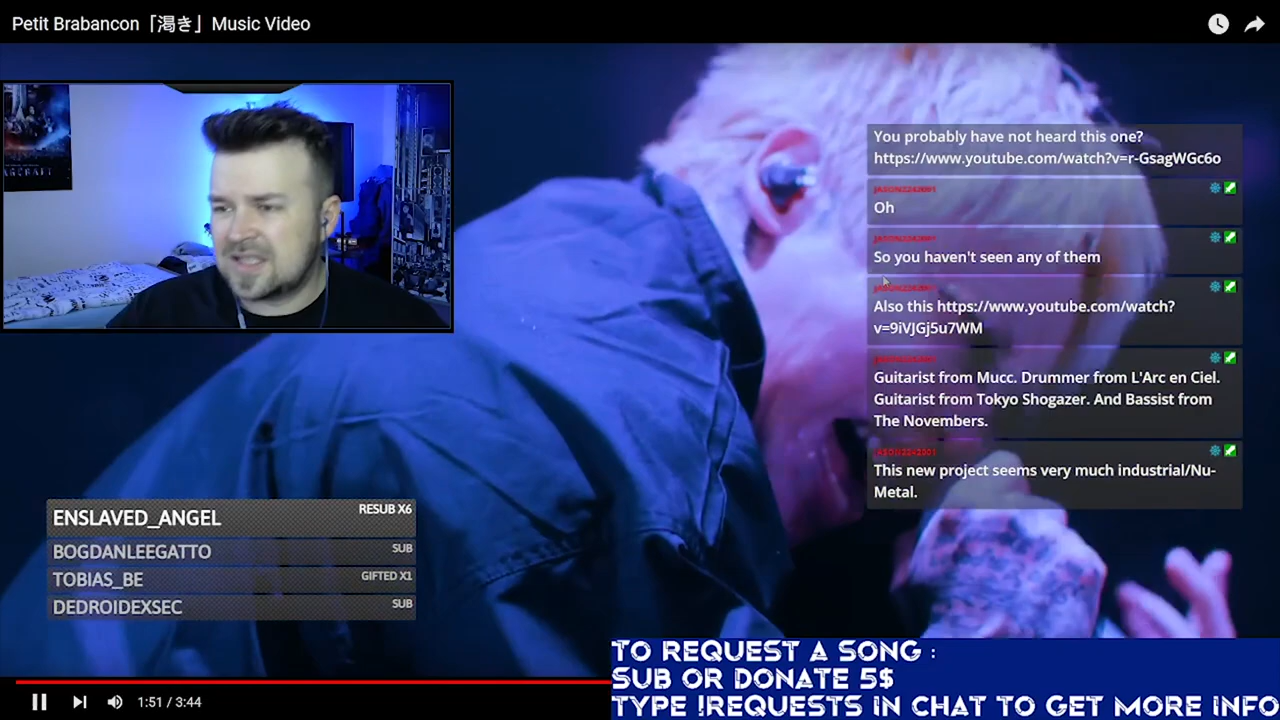 Petit Brabancon「渇き」Music Video
You probably have not heard this one?
https://www.youtube.com/watch?v=r-GsagWGc6o
Oh
So you haven't seen any of them
Also this https://www.youtube.com/watch?
v=9iVJGj5u7WM
Guitarist from Mucc. Drummer from L'Arc en Ciel.
Guitarist from Tokyo Shogazer. And Bassist from
The Novembers.
This new project seems very much industrial/Nu-
Metal.
ENSLAVED_ANGEL RESUB X6
BOGDANLEEGATTO SUB
TOBIAS_BE GIFTED X1
DEDROIDEXSEC SUB
TO REQUEST A SONG :
SUB OR DONATE 5$
TYPE !REQUESTS IN CHAT TO GET MORE INFO
1:51 / 3:44